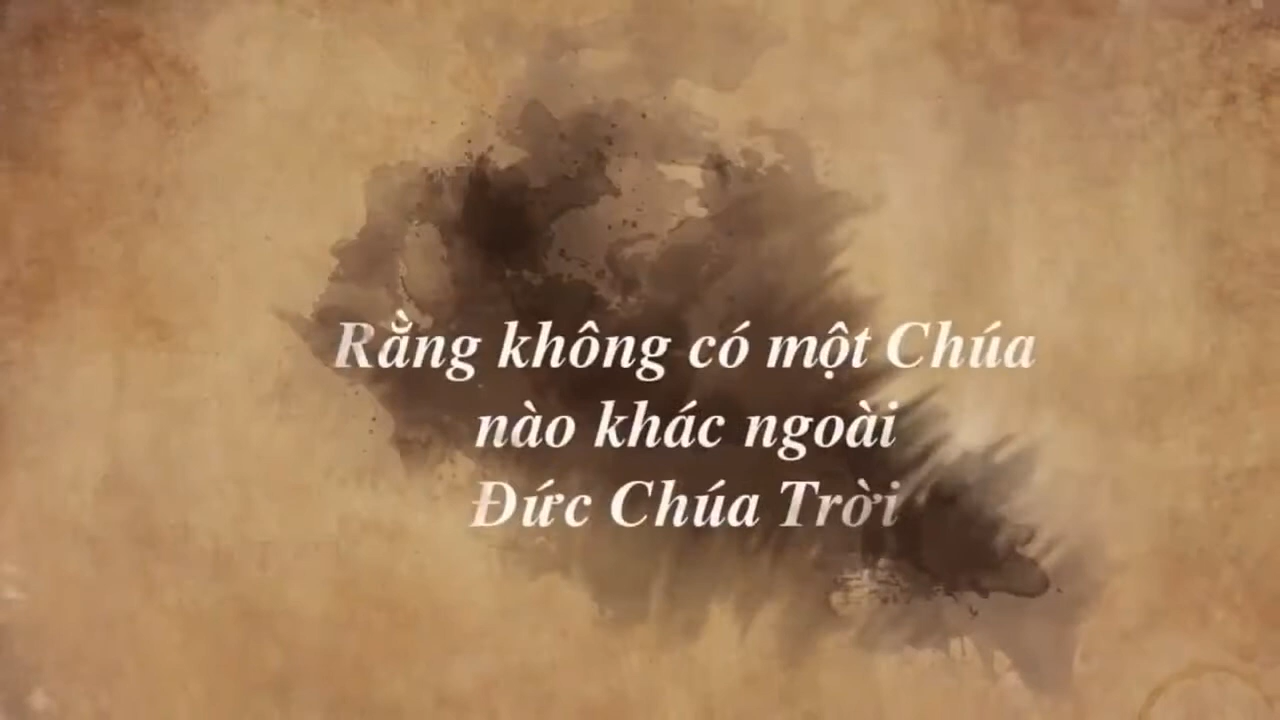 Rằng không có một Chúa
nào khác ngoài
Đức Chúa Trời